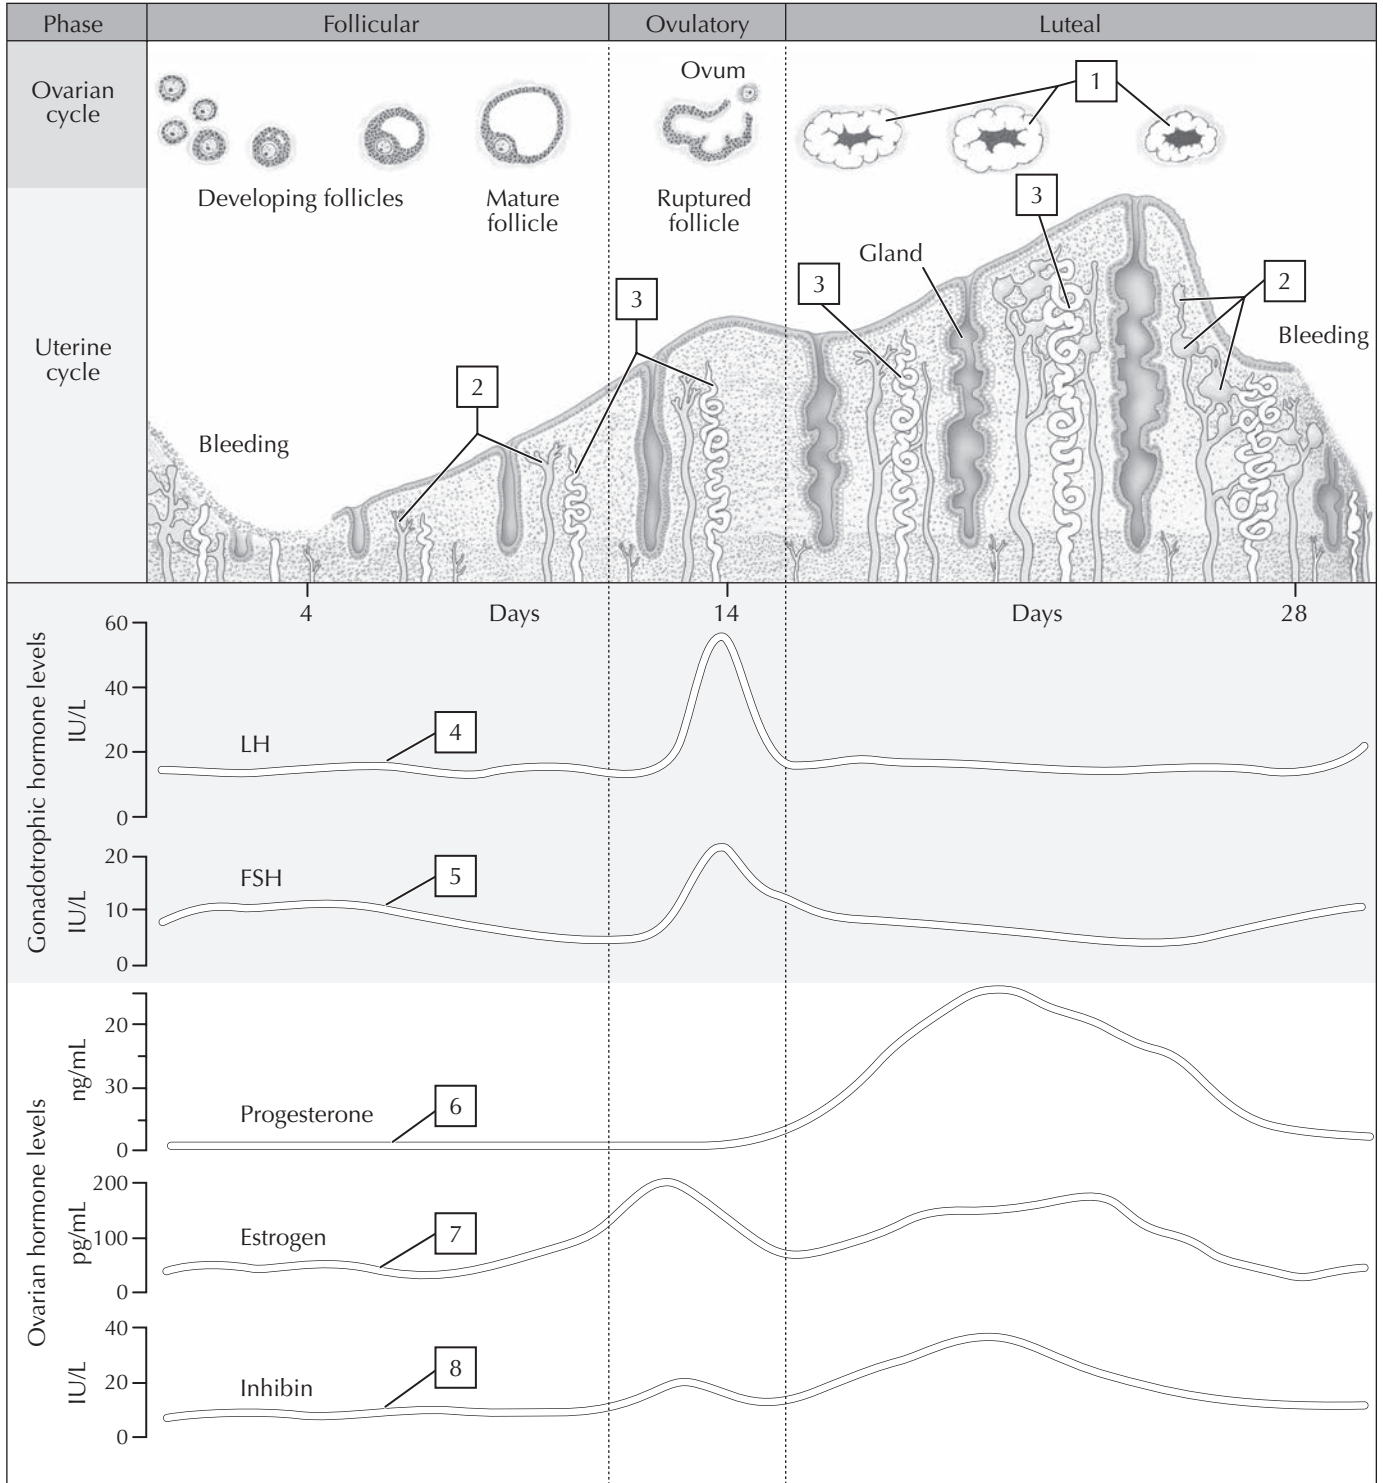 Phase
Follicular
Ovulatory
Luteal
Ovarian
cycle
Ovum
1
Developing follicles
Mature
follicle
Ruptured
follicle
Uterine
cycle
3
Gland
3
2
3
Bleeding
2
Bleeding
4
Days
14
Days
28
Gonadotrophic hormone levels
IU/L
60
40
20
0
LH
4
IU/L
20
10
0
FSH
5
Ovarian hormone levels
ng/mL
20
30
0
Progesterone
6
pg/mL
200
100
0
Estrogen
7
IU/L
40
20
0
Inhibin
8